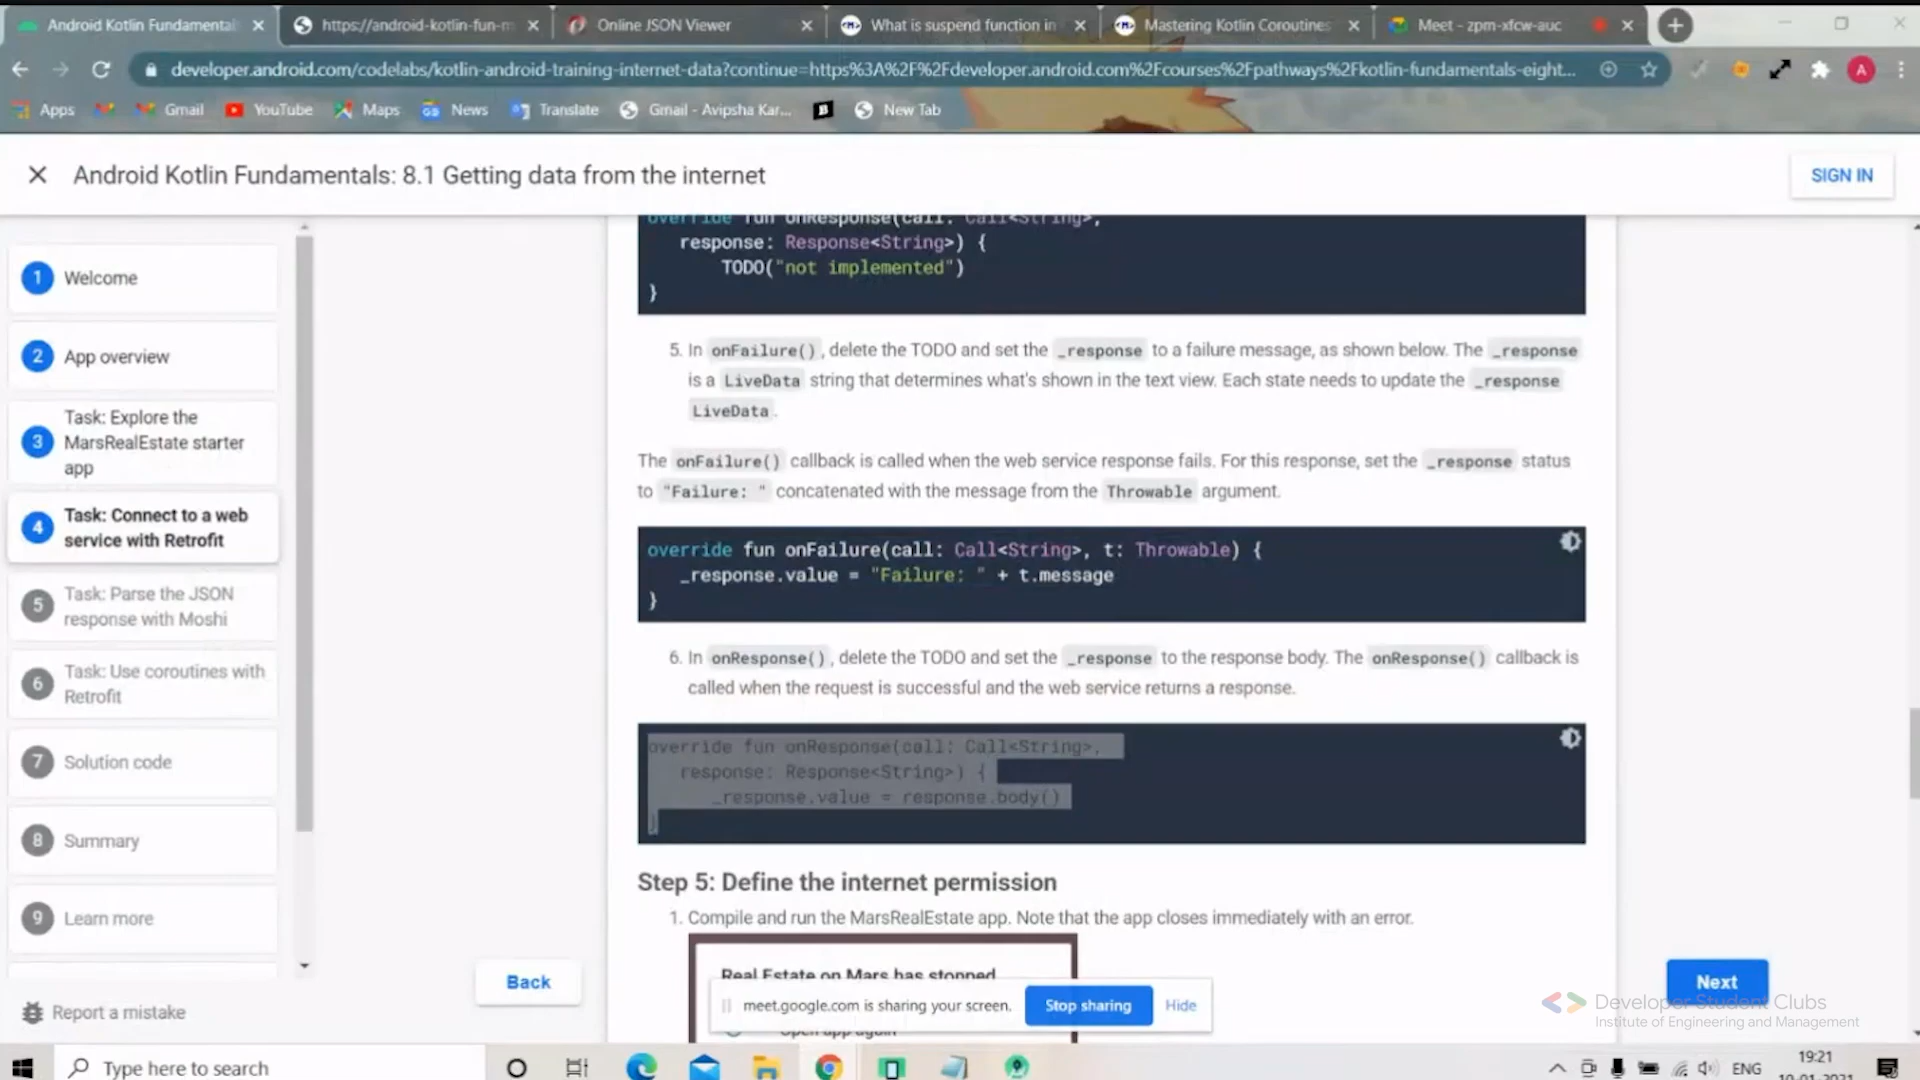 Android Kotlin Fundamental
https://android-kotlin-fun-m
Online JSON Viewer
What is suspend function in
Mastering Kotlin Coroutines
Meet - zpm-xfcw-auc
developer.android.com/codelabs/kotlin-android-training-internet-data?continue=https%3A%2F%2Fdeveloper.android.com%2Fcourses%2Fpathways%2Fkotlin-fundamentals-eight...
A
Apps
Gmail
YouTube
Maps
News
Translate
Gmail - Avipsha Kar...
New Tab
Android Kotlin Fundamentals: 8.1 Getting data from the internet
SIGN IN
1 Welcome
2 App overview
3 Task: Explore the
MarsRealEstate starter
app
4 Task: Connect to a web
service with Retrofit
5 Task: Parse the JSON
response with Moshi
6 Task: Use coroutines with
Retrofit
7 Solution code
8 Summary
9 Learn more
Report a mistake
override fun onResponse(call: Call<String>,
response: Response<String>) {
TODO("not implemented")
}
5. In onFailure(), delete the TODO and set the _response to a failure message, as shown below. The _response
is a LiveData string that determines what's shown in the text view. Each state needs to update the _response
LiveData.
The onFailure() callback is called when the web service response fails. For this response, set the _response status
to "Failure: " concatenated with the message from the Throwable argument.
override fun onFailure(call: Call<String>, t: Throwable) {
_response.value = "Failure: " + t.message
}
6. In onResponse(), delete the TODO and set the _response to the response body. The onResponse() callback is
called when the request is successful and the web service returns a response.
override fun onResponse(call: Call<String>,
response: Response<String>) {
_response.value = response.body()
}
Step 5: Define the internet permission
1. Compile and run the MarsRealEstate app. Note that the app closes immediately with an error.
Real Estate on Mars has stopped
Open app again
Back
Next
meet.google.com is sharing your screen.
Stop sharing
Hide
Developer Student Clubs
Institute of Engineering and Management
Type here to search
ENG
19:21
10-01-2021